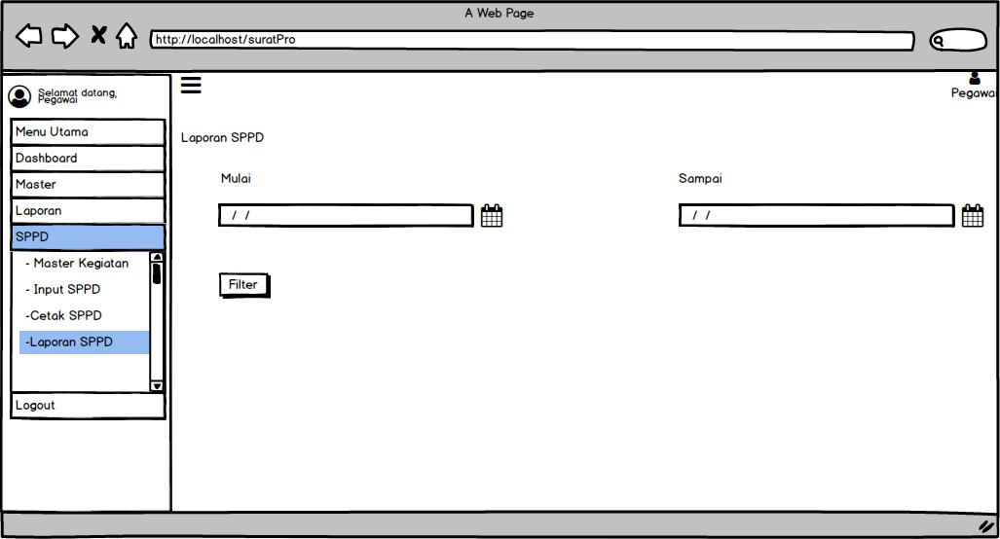 A Web Page
http://localhost/suratPro
Selamat datang,
Pegawai
Pegawai
Menu Utama
Dashboard
Master
Laporan
SPPD
- Master Kegiatan
- Input SPPD
-Cetak SPPD
-Laporan SPPD
Logout
Laporan SPPD
Mulai
Sampai
/ /
/ /
Filter